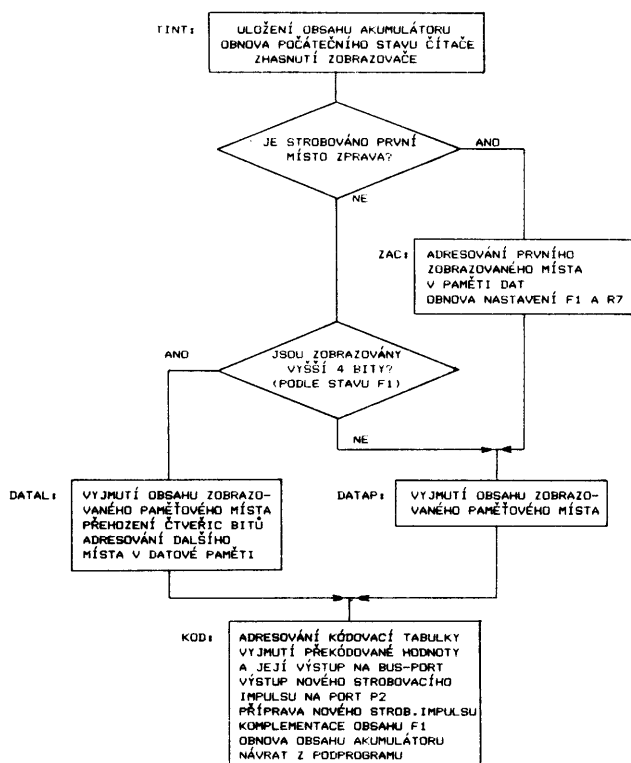 TINT:
ULOŽENÍ OBSAHU AKUMULÁTORU
OBNOVA POČÁTEČNÍHO STAVU ČÍTAČE
ZHASNUTÍ ZOBRAZOVAČE
JE STROBOVÁNO PRVNÍ
MÍSTO ZPRAVA?
ANO
NE
ZAC:
ADRESOVÁNÍ PRVNÍHO
ZOBRAZOVANÉHO MÍSTA
V PAMĚTI DAT
OBNOVA NASTAVENÍ F1 A R7
ANO
JSOU ZOBRAZOVÁNY
VYŠŠÍ 4 BITY?
(PODLE STAVU F1)
NE
DATAL:
VYJMUTÍ OBSAHU ZOBRAZO-
VANÉHO PAMĚŤOVÉHO MÍSTA
PŘEHOZENÍ ČTVEŘIC BITŮ
ADRESOVÁNÍ DALŠÍHO
MÍSTA V DATOVÉ PAMĚTI
DATAP:
VYJMUTÍ OBSAHU ZOBRAZO-
VANÉHO PAMĚŤOVÉHO MÍSTA
KOD:
ADRESOVÁNÍ KÓDOVACÍ TABULKY
VYJMUTÍ PŘEKÓDOVANÉ HODNOTY
A JEJÍ VÝSTUP NA BUS-PORT
VÝSTUP NOVÉHO STROBOVACÍHO
IMPULSU NA PORT P2
PŘÍPRAVA NOVÉHO STROB.IMPULSU
KOMPLEMENTACE OBSAHU F1
OBNOVA OBSAHU AKUMULÁTORU
NÁVRAT Z PODPROGRAMU